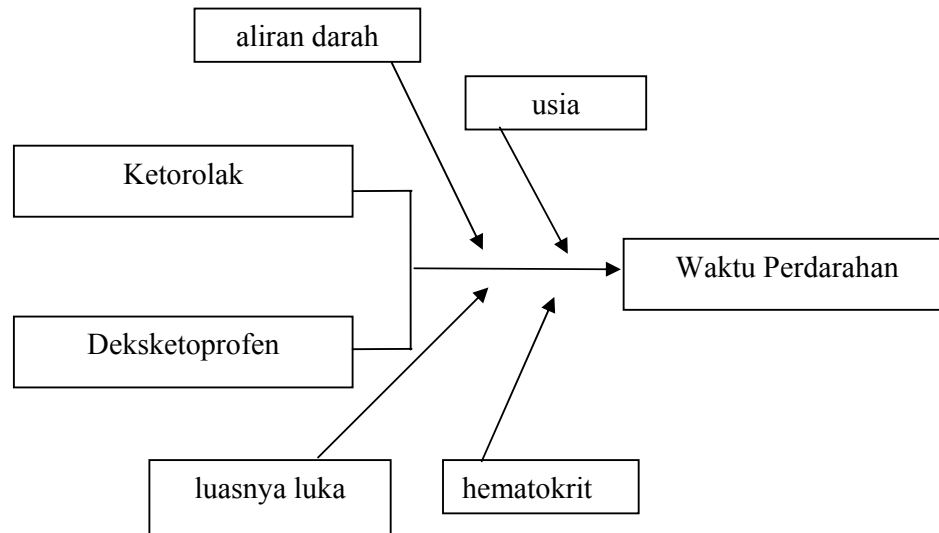 aliran darah
usia
Ketorolak
Waktu Perdarahan
Deksketoprofen
luasnya luka
hematokrit